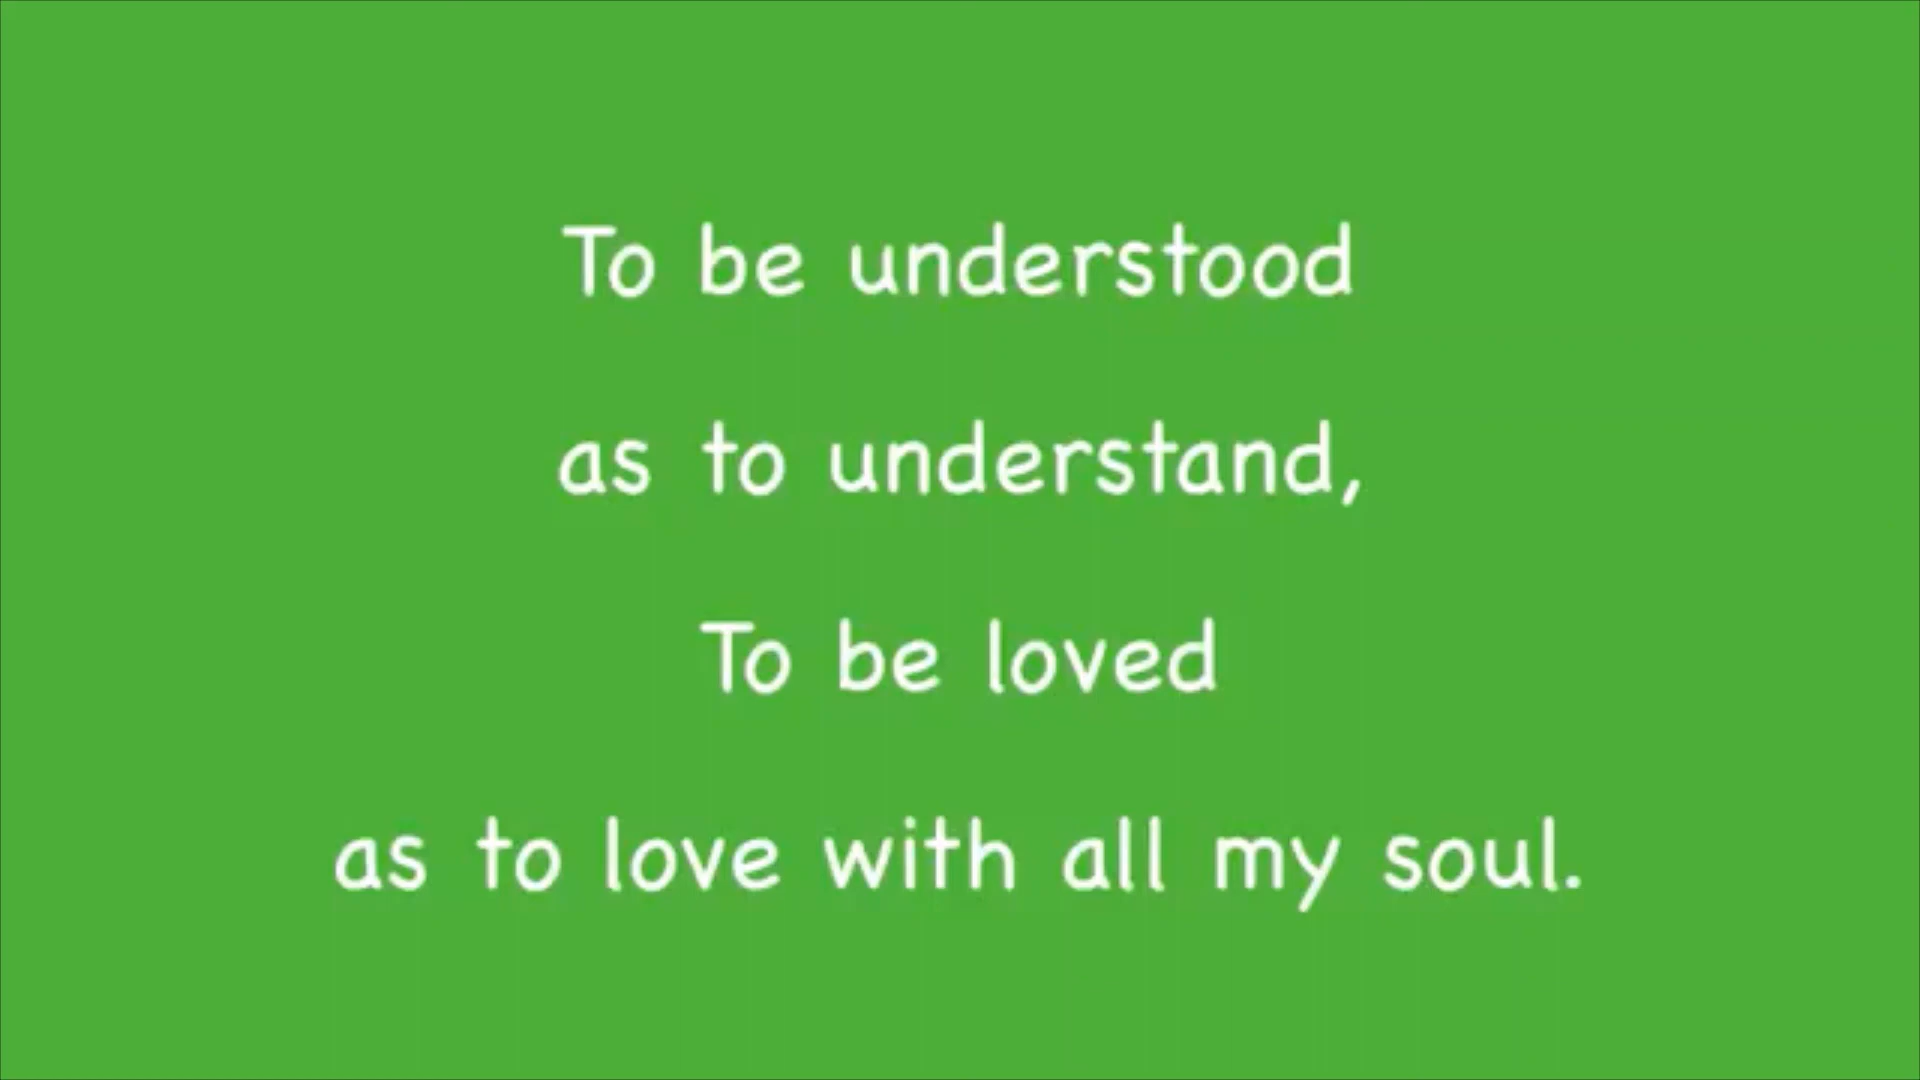 To be understood
as to understand,
To be loved
as to love with all my soul.